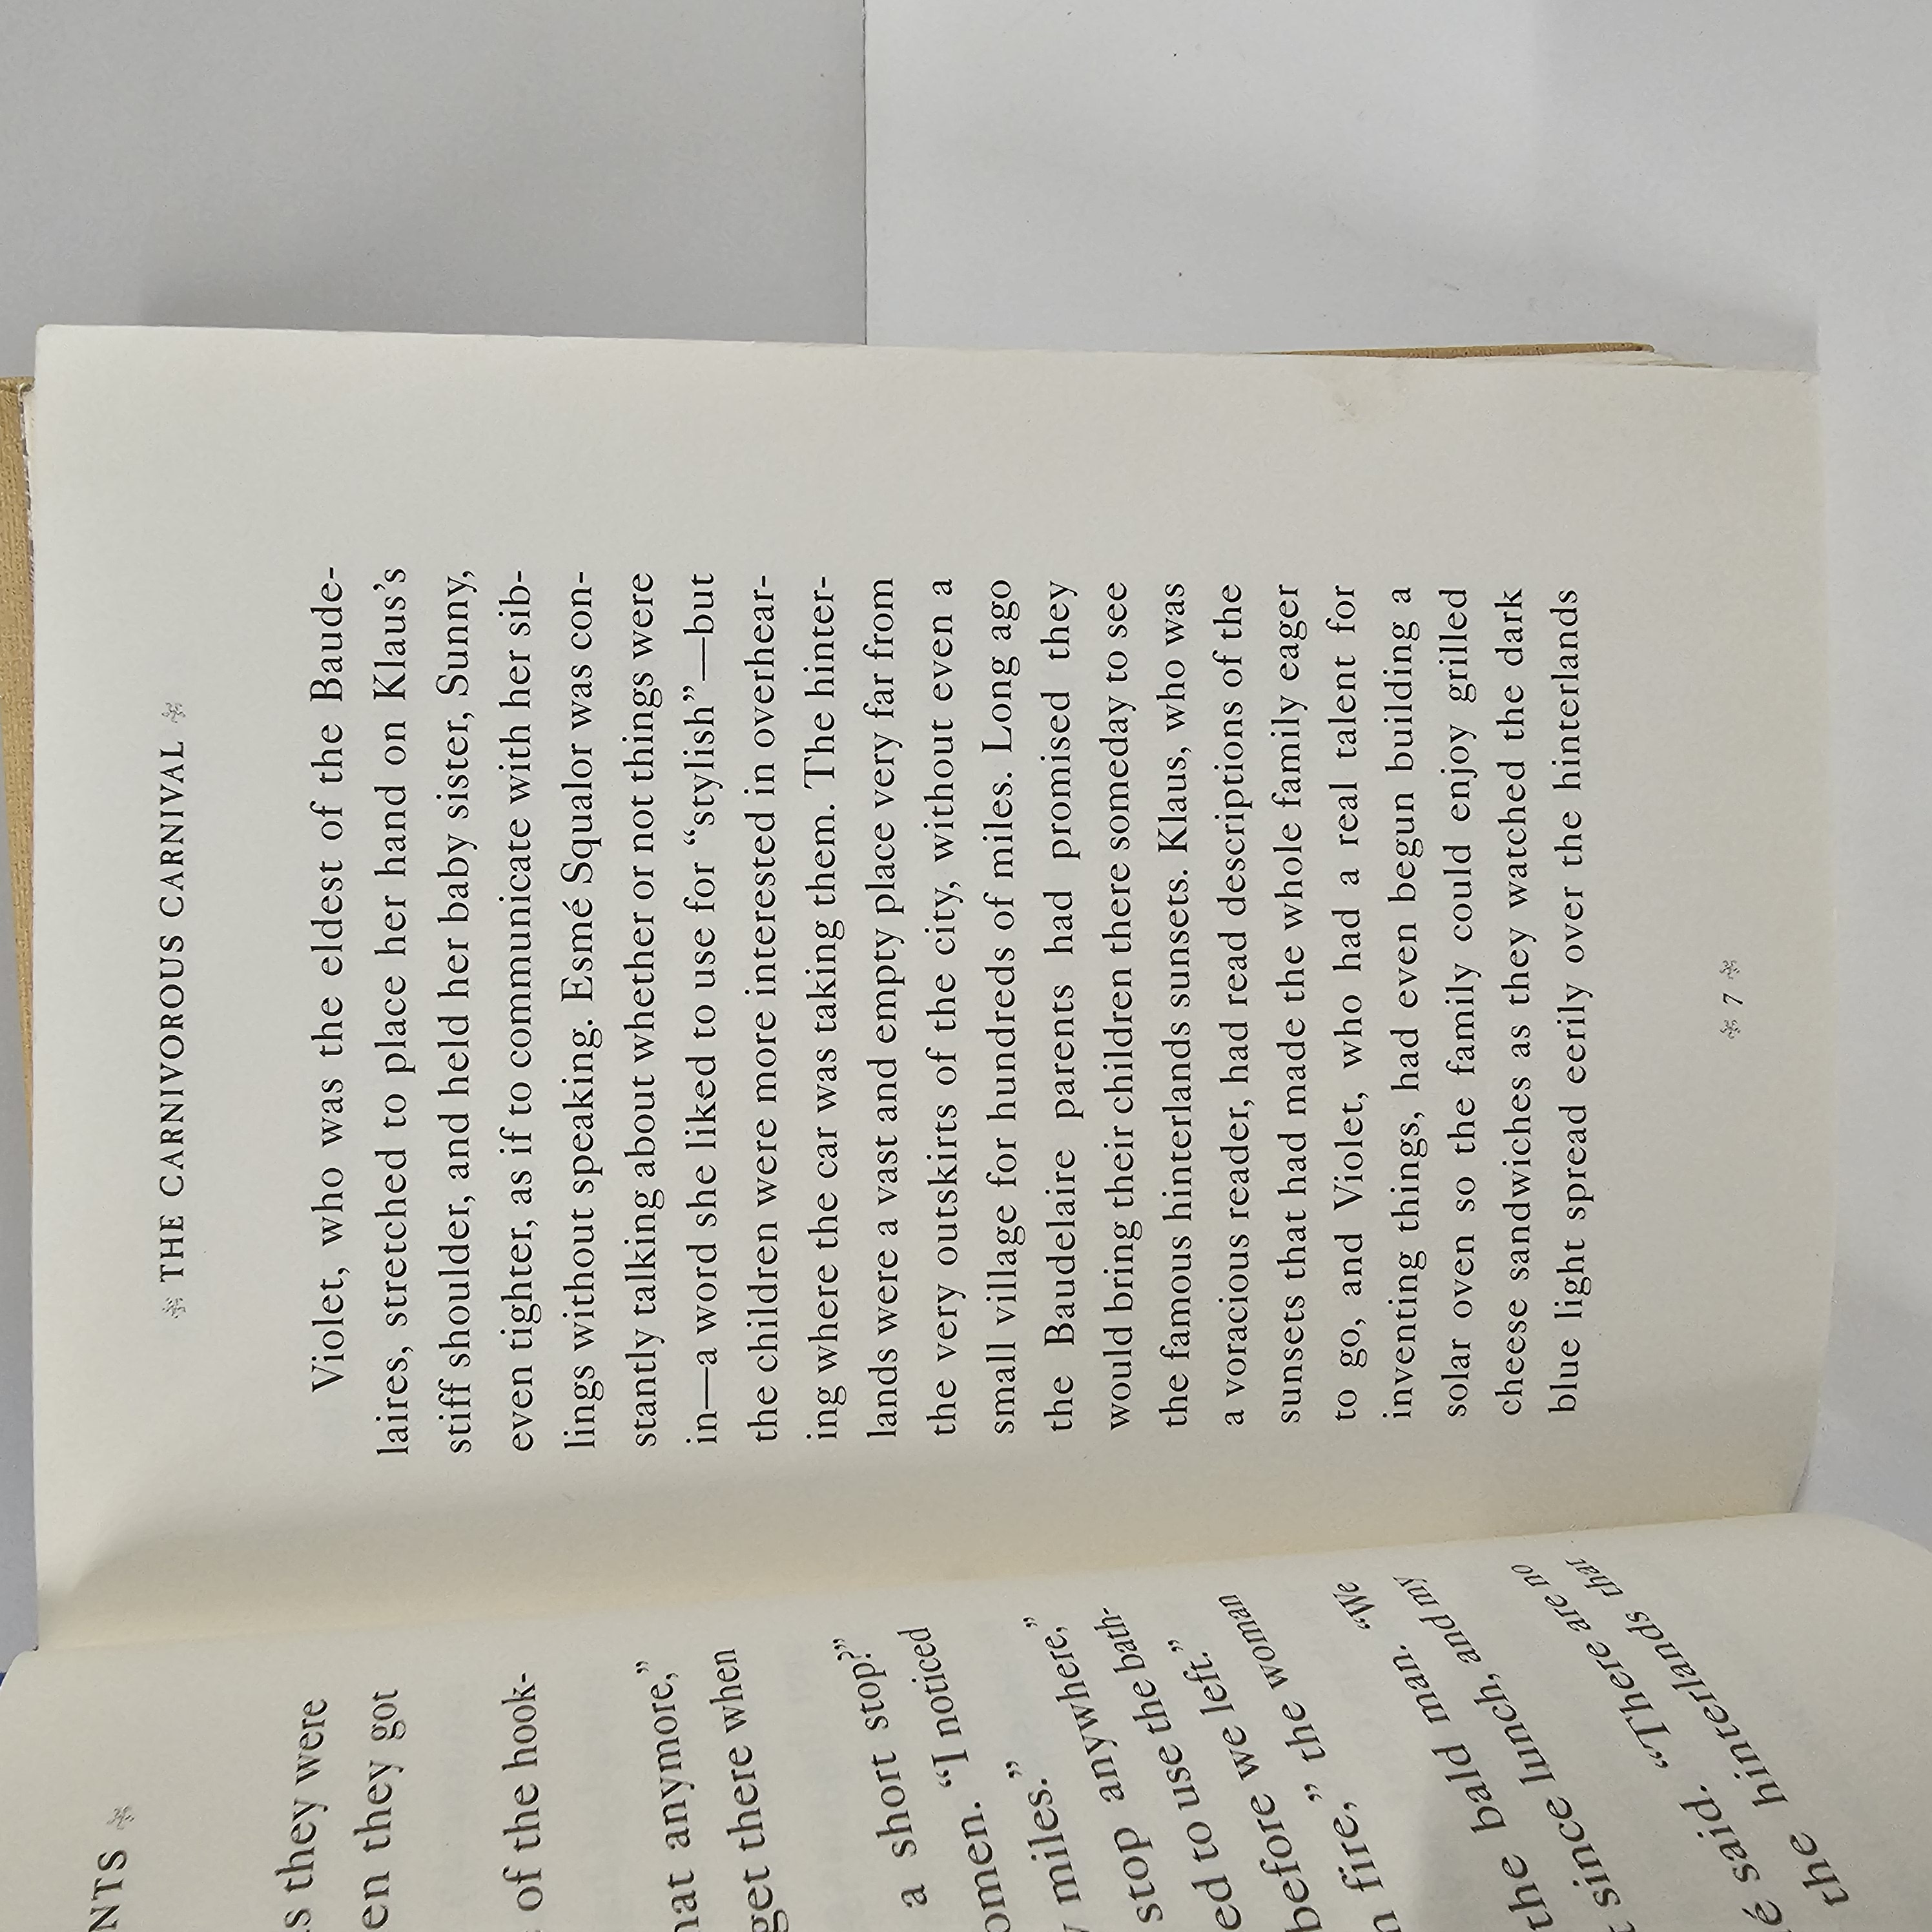 NTS
s they were
en they got
of the hook-
hat anymore,”
get there when
a short stop?”
omen. “I noticed
y miles.”
stop anywhere,”
ed to use the bath-
before we left.”
n fire,” the woman
the bald man. “We
t since lunch, and my
é said. “There are no
the hinterlands that
THE CARNIVOROUS CARNIVAL
Violet, who was the eldest of the Baude-
laires, stretched to place her hand on Klaus’s
stiff shoulder, and held her baby sister, Sunny,
even tighter, as if to communicate with her sib-
lings without speaking. Esmé Squalor was con-
stantly talking about whether or not things were
in—a word she liked to use for “stylish”—but
the children were more interested in overhear-
ing where the car was taking them. The hinter-
lands were a vast and empty place very far from
the very outskirts of the city, without even a
small village for hundreds of miles. Long ago
the Baudelaire parents had promised they
would bring their children there someday to see
the famous hinterlands sunsets. Klaus, who was
a voracious reader, had read descriptions of the
sunsets that had made the whole family eager
to go, and Violet, who had a real talent for
inventing things, had even begun building a
solar oven so the family could enjoy grilled
cheese sandwiches as they watched the dark
blue light spread eerily over the hinterlands
7